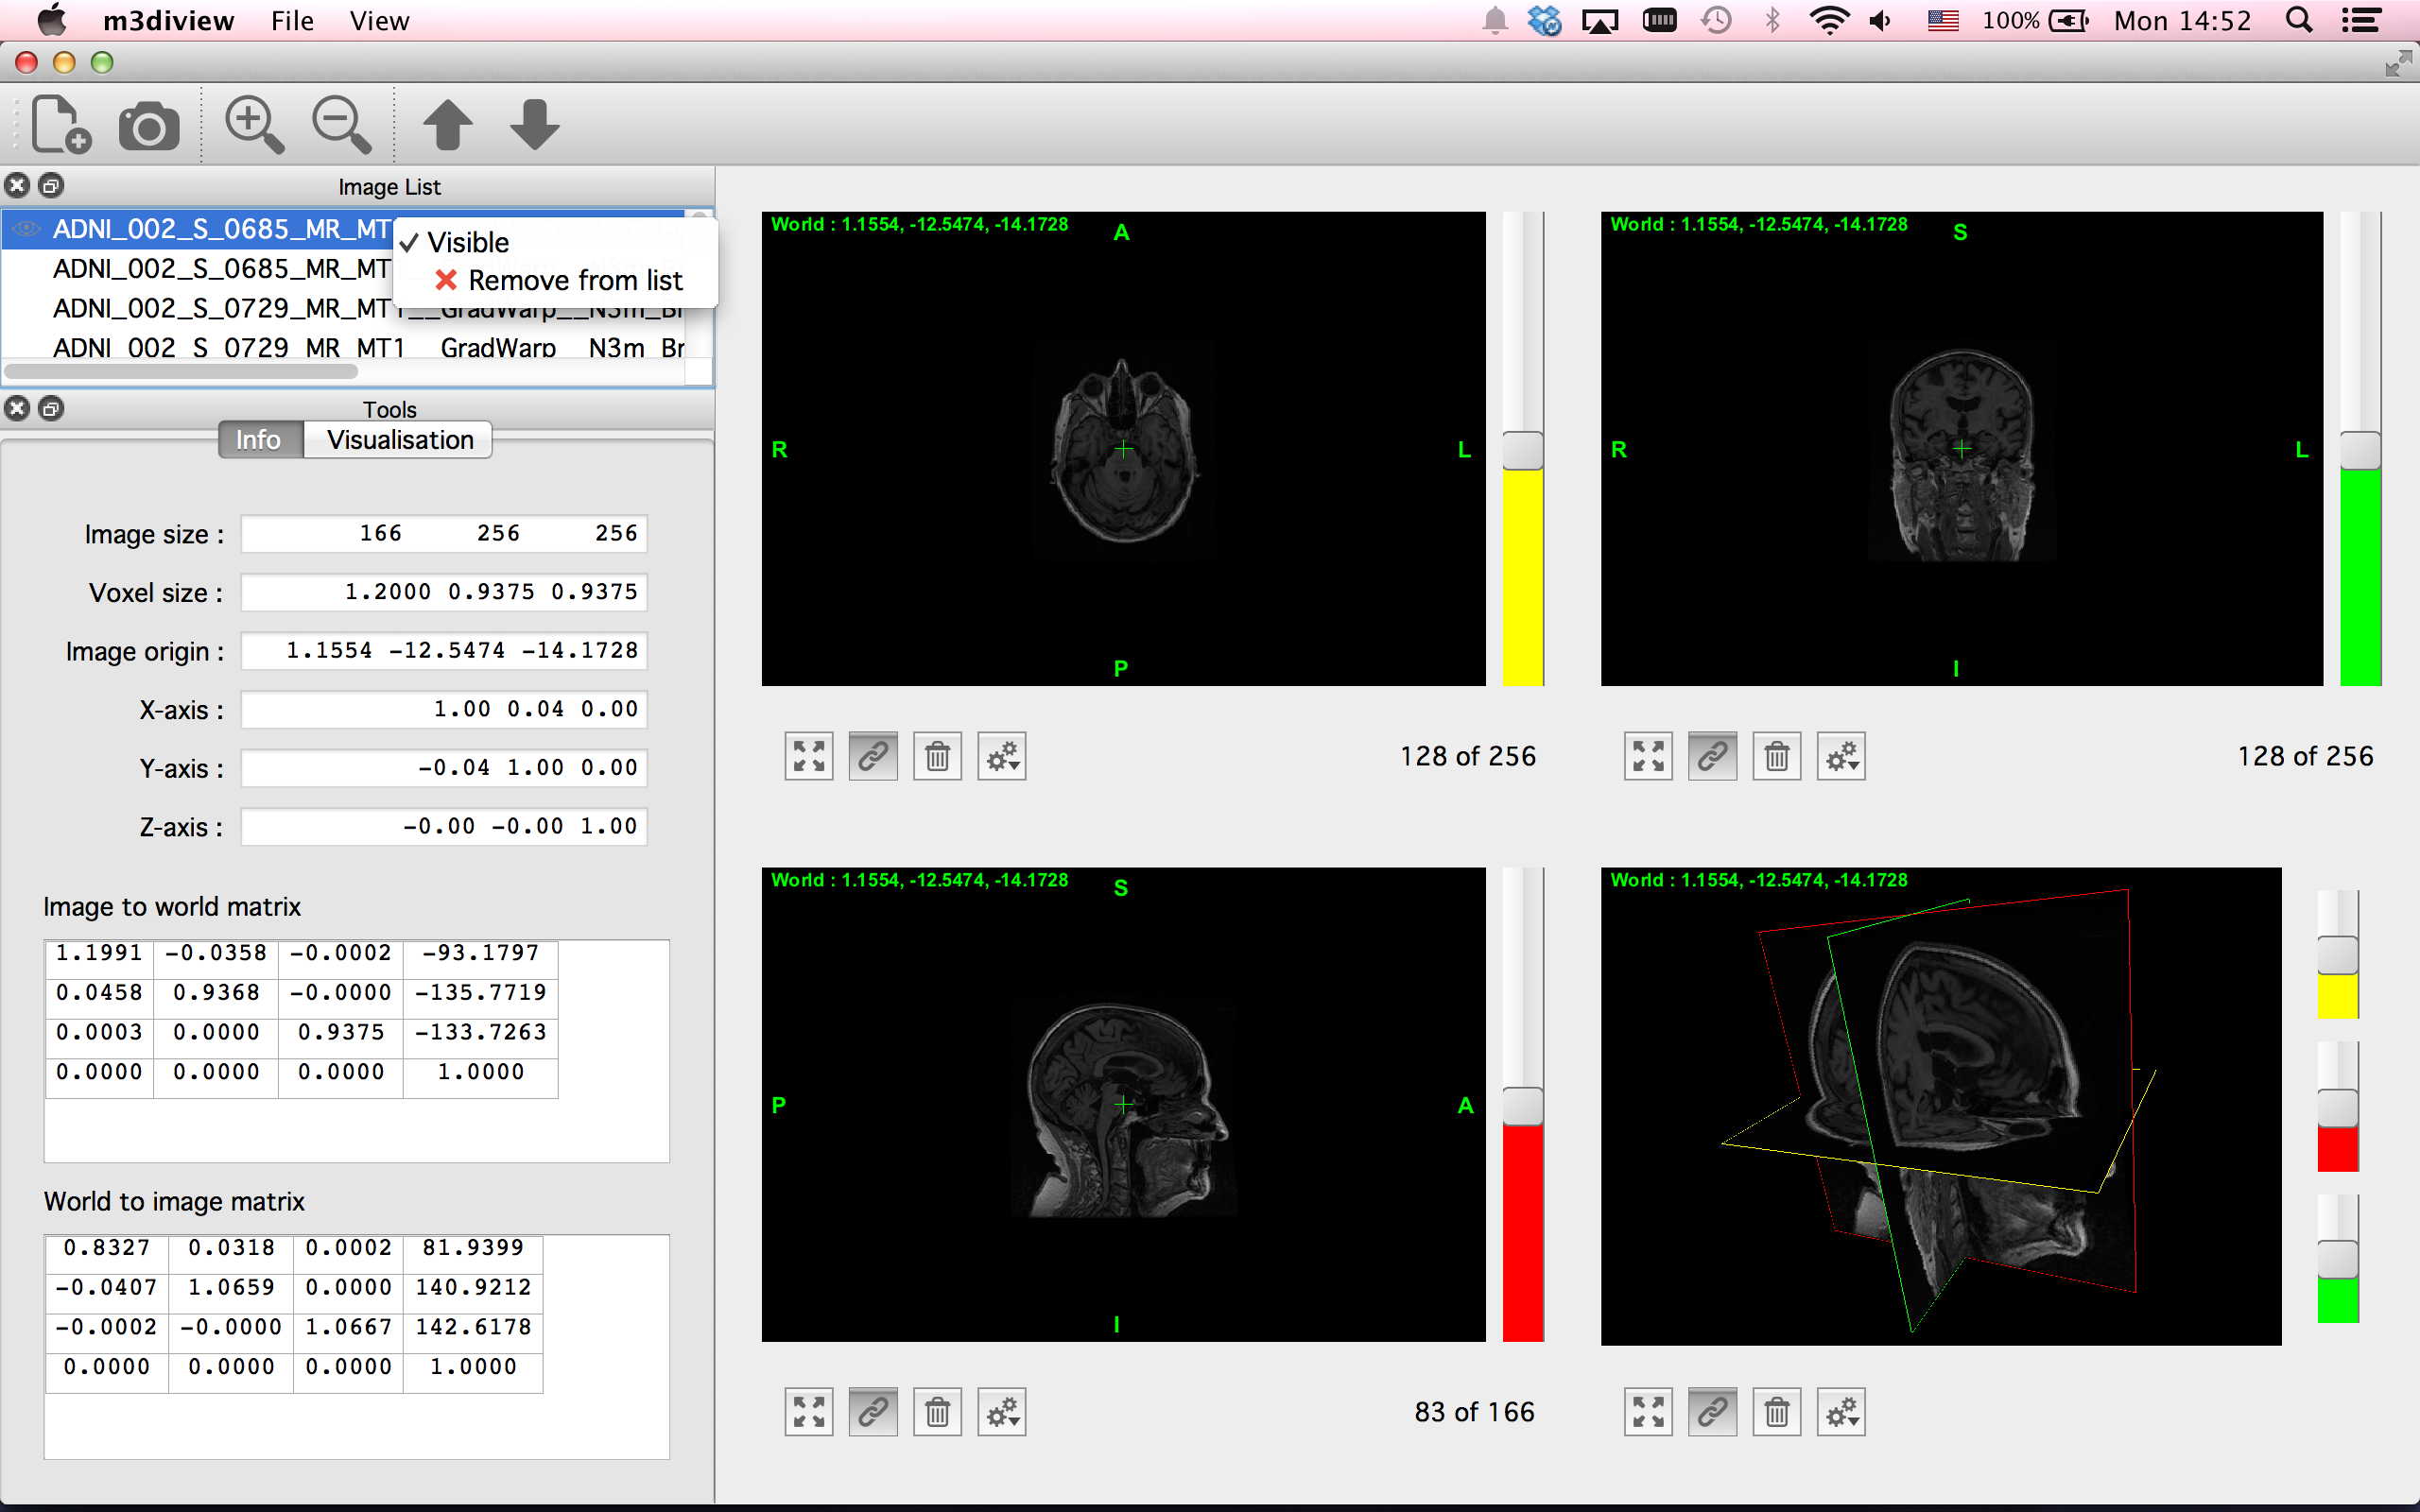 m3diview File View 100% Mon 14:52
Image List
ADNI_002_S_0685_MR_MT
ADNI_002_S_0685_MR_MT
ADNI_002_S_0729_MR_MT1__GradWarp__N3m_Br
ADNI_002_S_0729_MR_MT1__GradWarp__N3m_Br
Visible
Remove from list
Tools
Info Visualisation
Image size : 166 256 256
Voxel size : 1.2000 0.9375 0.9375
Image origin : 1.1554 -12.5474 -14.1728
X-axis : 1.00 0.04 0.00
Y-axis : -0.04 1.00 0.00
Z-axis : -0.00 -0.00 1.00
Image to world matrix
1.1991 -0.0358 -0.0002 -93.1797
0.0458 0.9368 -0.0000 -135.7719
0.0003 0.0000 0.9375 -133.7263
0.0000 0.0000 0.0000 1.0000
World to image matrix
0.8327 0.0318 0.0002 81.9399
-0.0407 1.0659 0.0000 140.9212
-0.0002 -0.0000 1.0667 142.6178
0.0000 0.0000 0.0000 1.0000
World : 1.1554, -12.5474, -14.1728
A
R
L
P
128 of 256
World : 1.1554, -12.5474, -14.1728
S
R
L
I
128 of 256
World : 1.1554, -12.5474, -14.1728
S
P
A
I
83 of 166
World : 1.1554, -12.5474, -14.1728